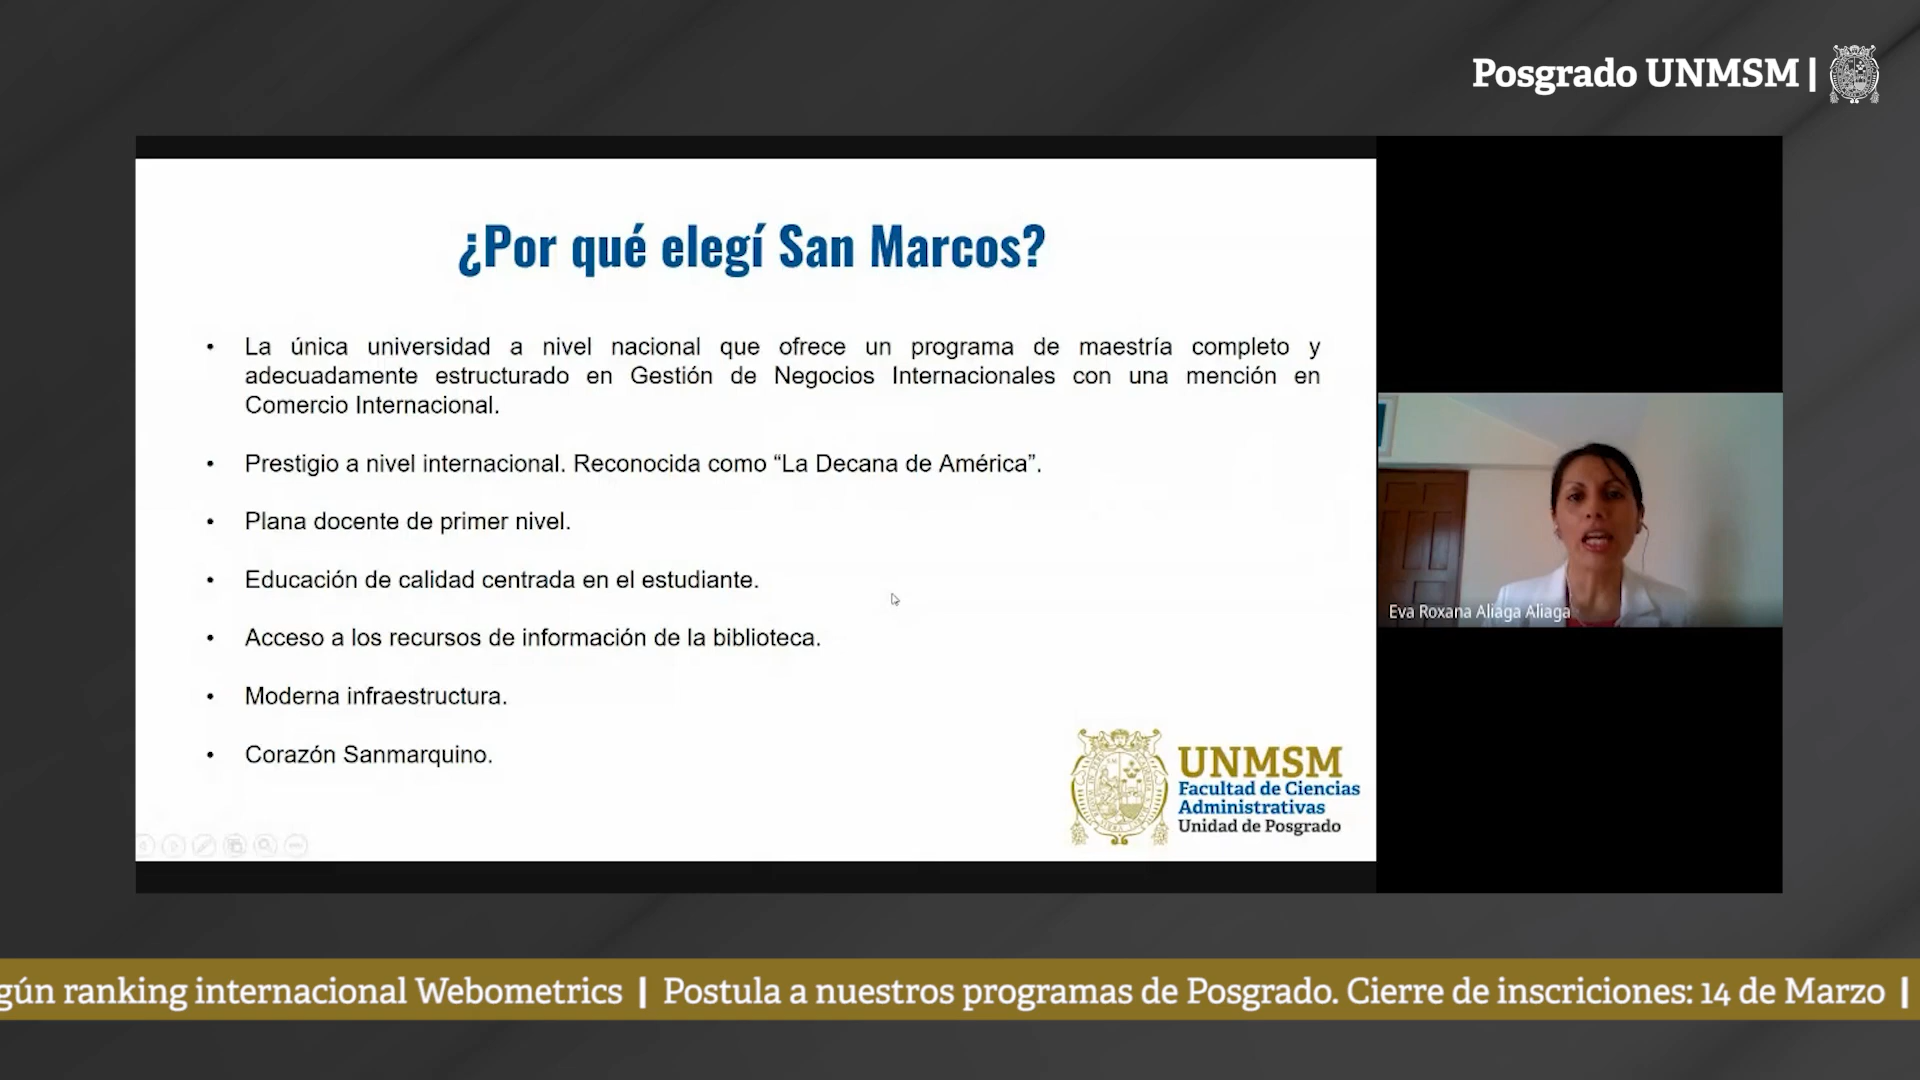 Posgrado UNMSM |
¿Por qué elegí San Marcos?
• La única universidad a nivel nacional que ofrece un programa de maestría completo y
adecuadamente estructurado en Gestión de Negocios Internacionales con una mención en
Comercio Internacional.
• Prestigio a nivel internacional. Reconocida como “La Decana de América”.
• Plana docente de primer nivel.
• Educación de calidad centrada en el estudiante.
• Acceso a los recursos de información de la biblioteca.
• Moderna infraestructura.
• Corazón Sanmarquino.
Eva Roxana Aliaga Aliaga
UNMSM
Facultad de Ciencias
Administrativas
Unidad de Posgrado
gún ranking internacional Webometrics | Postula a nuestros programas de Posgrado. Cierre de inscriciones: 14 de Marzo |